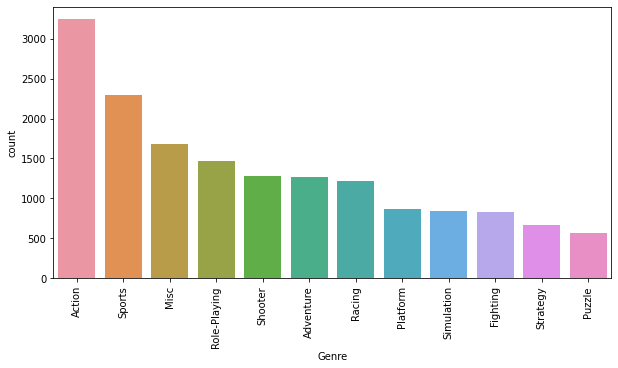 3000
2500
2000
1500
1000
500
0
count
Action
Sports
Misc
Role-Playing
Shooter
Adventure
Racing
Platform
Simulation
Fighting
Strategy
Puzzle
Genre